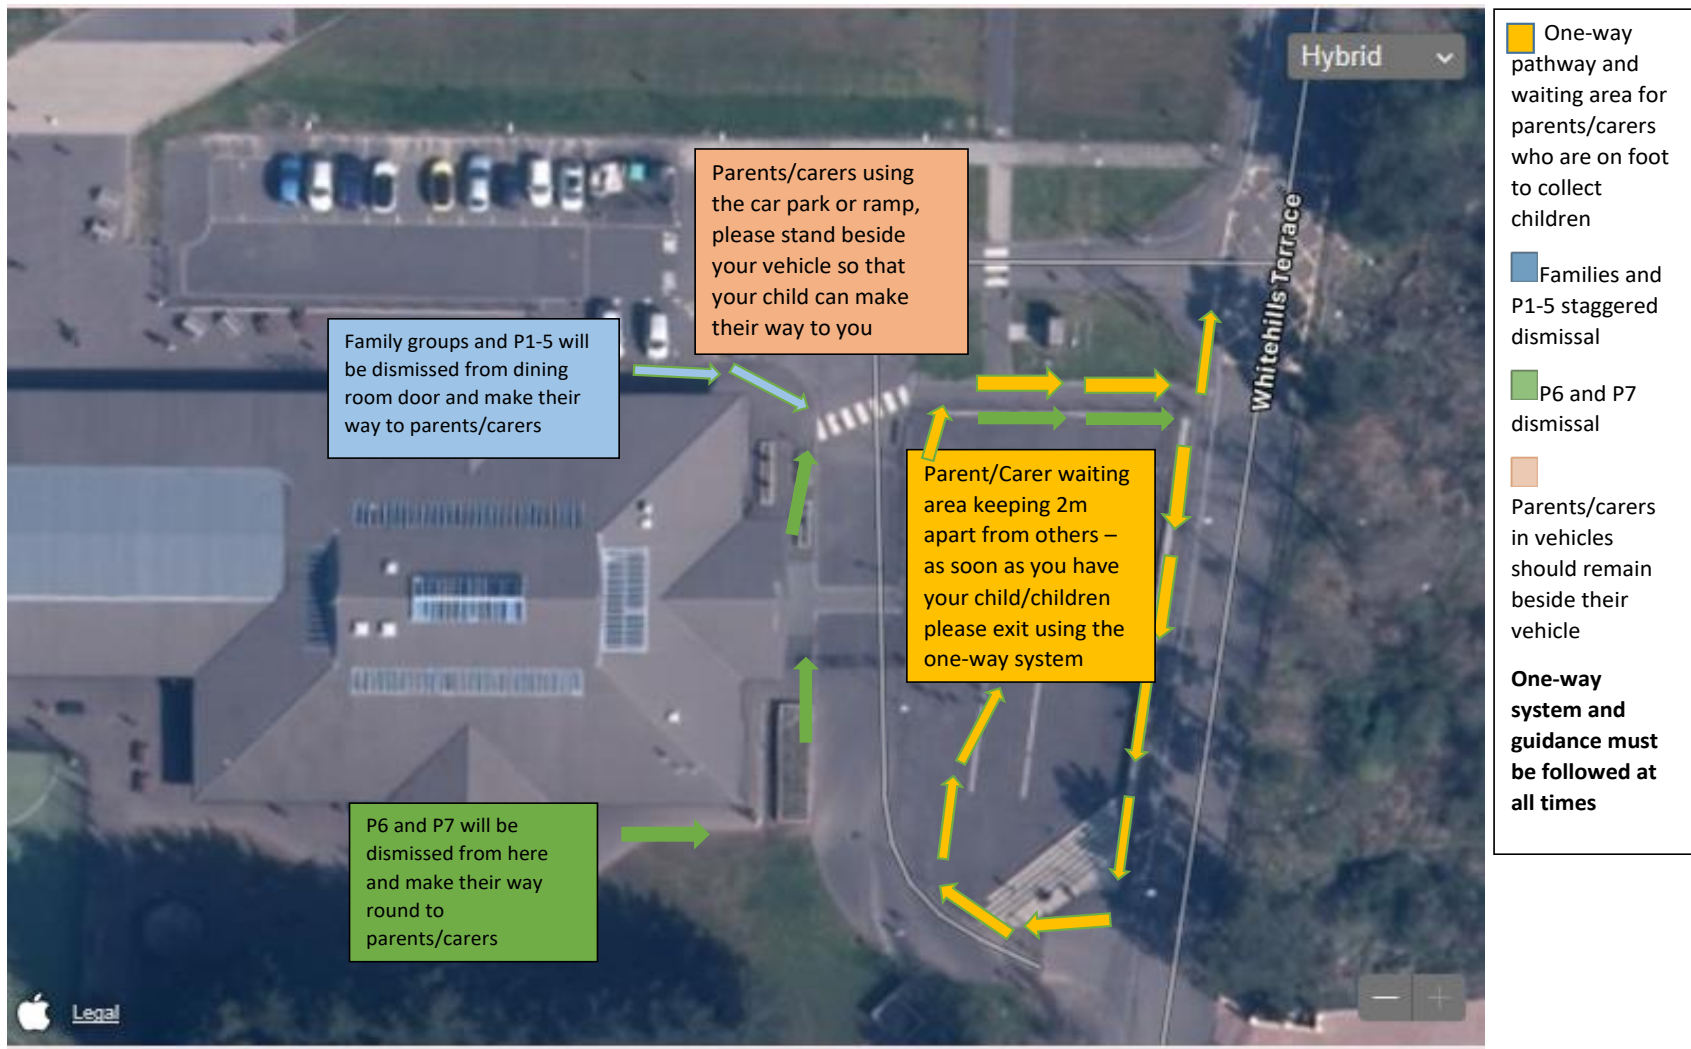 Hybrid
Parents/carers using
the car park or ramp,
please stand beside
your vehicle so that
your child can make
their way to you
Family groups and P1-5 will
be dismissed from dining
room door and make their
way to parents/carers
Whitehills Terrace
Parent/Carer waiting
area keeping 2m
apart from others –
as soon as you have
your child/children
please exit using the
one-way system
P6 and P7 will be
dismissed from here
and make their way
round to
parents/carers
Legal
One-way
pathway and
waiting area for
parents/carers
who are on foot
to collect
children
Families and
P1-5 staggered
dismissal
P6 and P7
dismissal
Parents/carers
in vehicles
should remain
beside their
vehicle
One-way
system and
guidance must
be followed at
all times